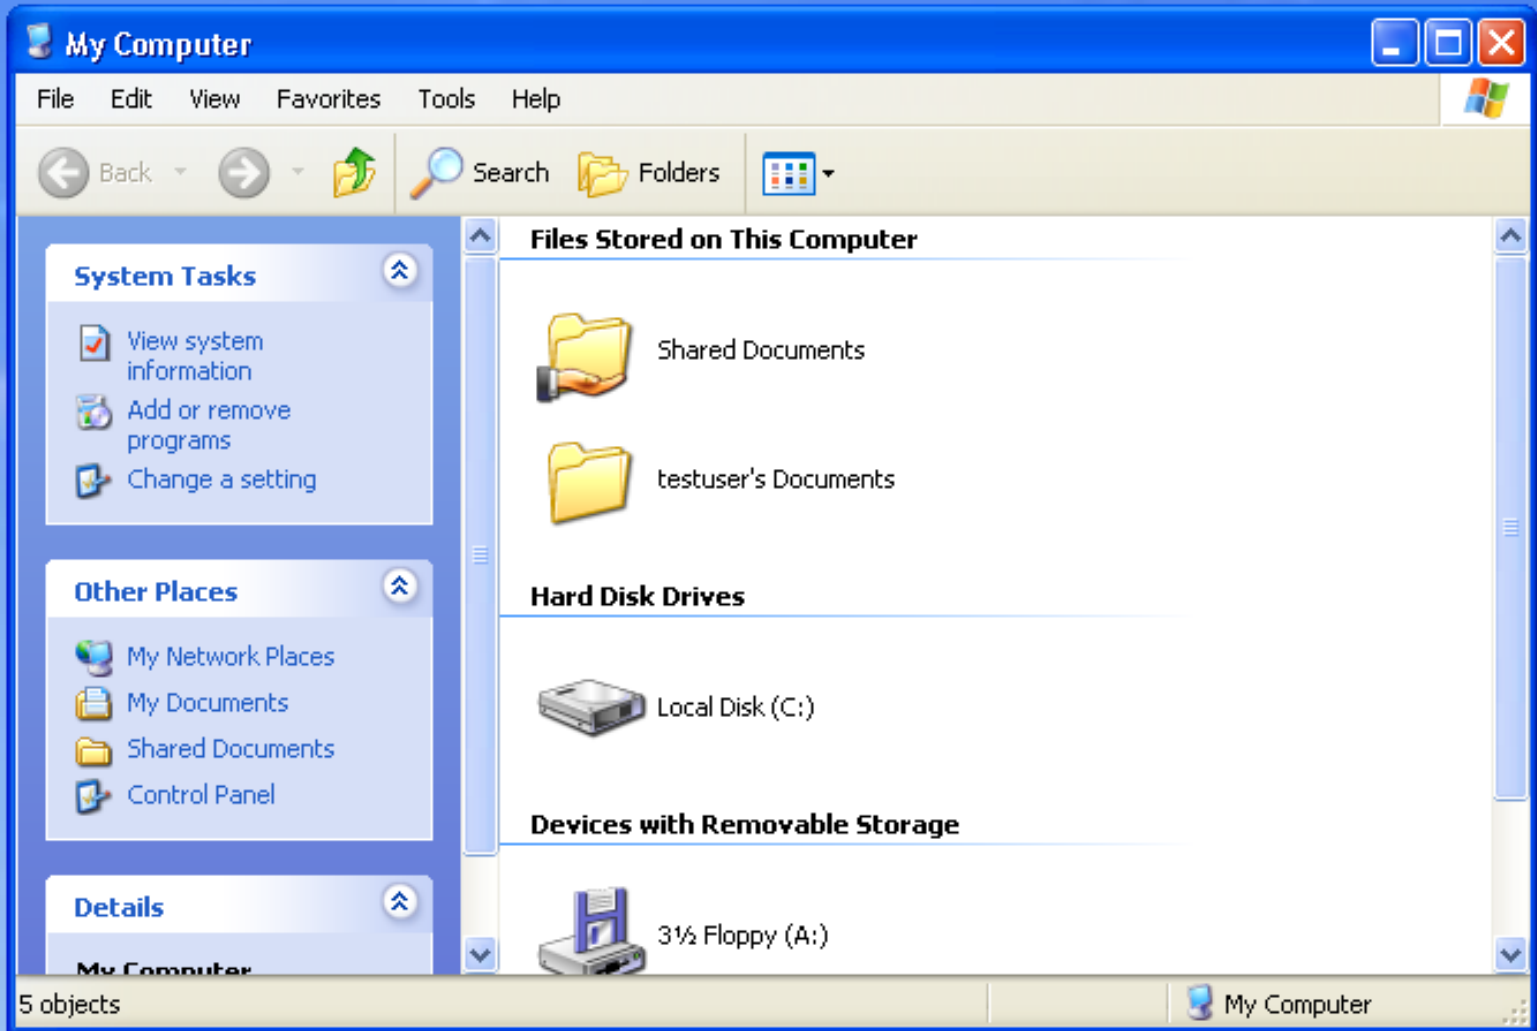 My Computer
File Edit View Favorites Tools Help
Back Search Folders
System Tasks
View system
information
Add or remove
programs
Change a setting
Other Places
My Network Places
My Documents
Shared Documents
Control Panel
Details
My Computer
Files Stored on This Computer
Shared Documents
testuser's Documents
Hard Disk Drives
Local Disk (C:)
Devices with Removable Storage
3½ Floppy (A:)
5 objects
My Computer